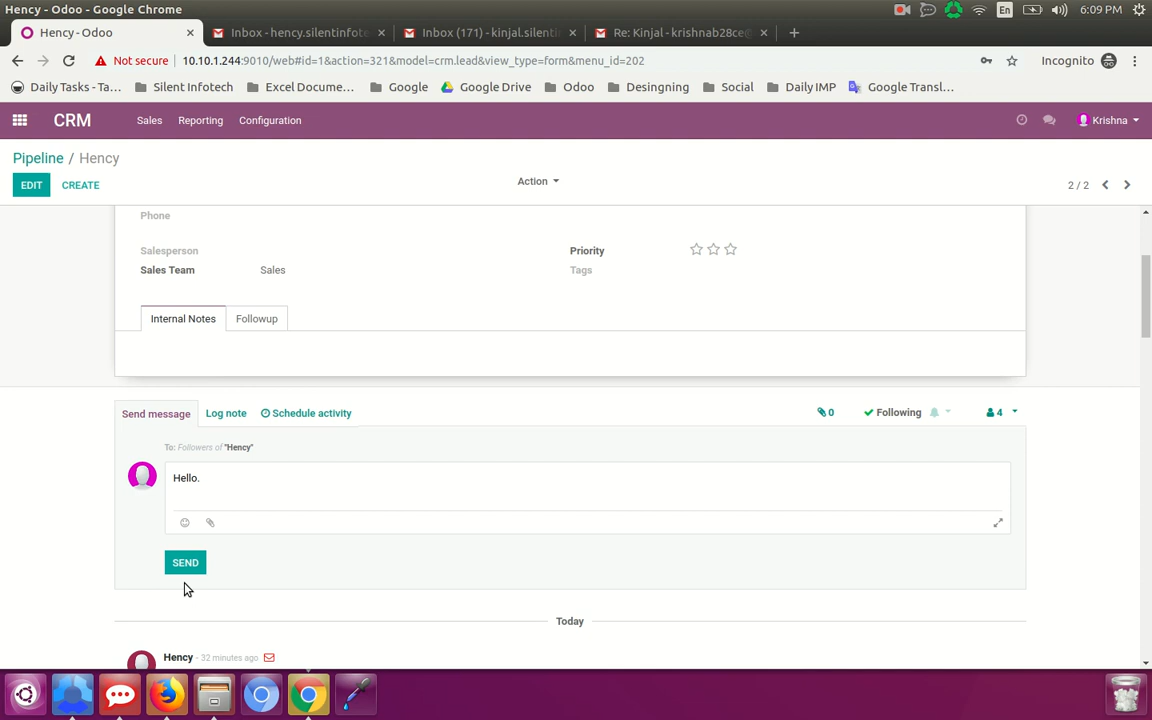 Hency - Odoo - Google Chrome
En
6:09 PM
Hency - Odoo
Inbox - hency.silentinfote
Inbox (171) - kinjal.silentin
Re: Kinjal - krishnab28ce@
Not secure
10.10.1.244:9010/web#id=1&action=321&model=crm.lead&view_type=form&menu_id=202
Incognito
Daily Tasks - Ta...
Silent Infotech
Excel Docume...
Google
Google Drive
Odoo
Desingning
Social
Daily IMP
Google Transl...
CRM
Sales
Reporting
Configuration
Krishna
Pipeline / Hency
EDIT
CREATE
Action
2 / 2
Phone
Salesperson
Priority
Sales Team
Sales
Tags
Internal Notes
Followup
Send message
Log note
Schedule activity
0
Following
4
To: Followers of "Hency"
Hello.
SEND
Today
Hency - 32 minutes ago